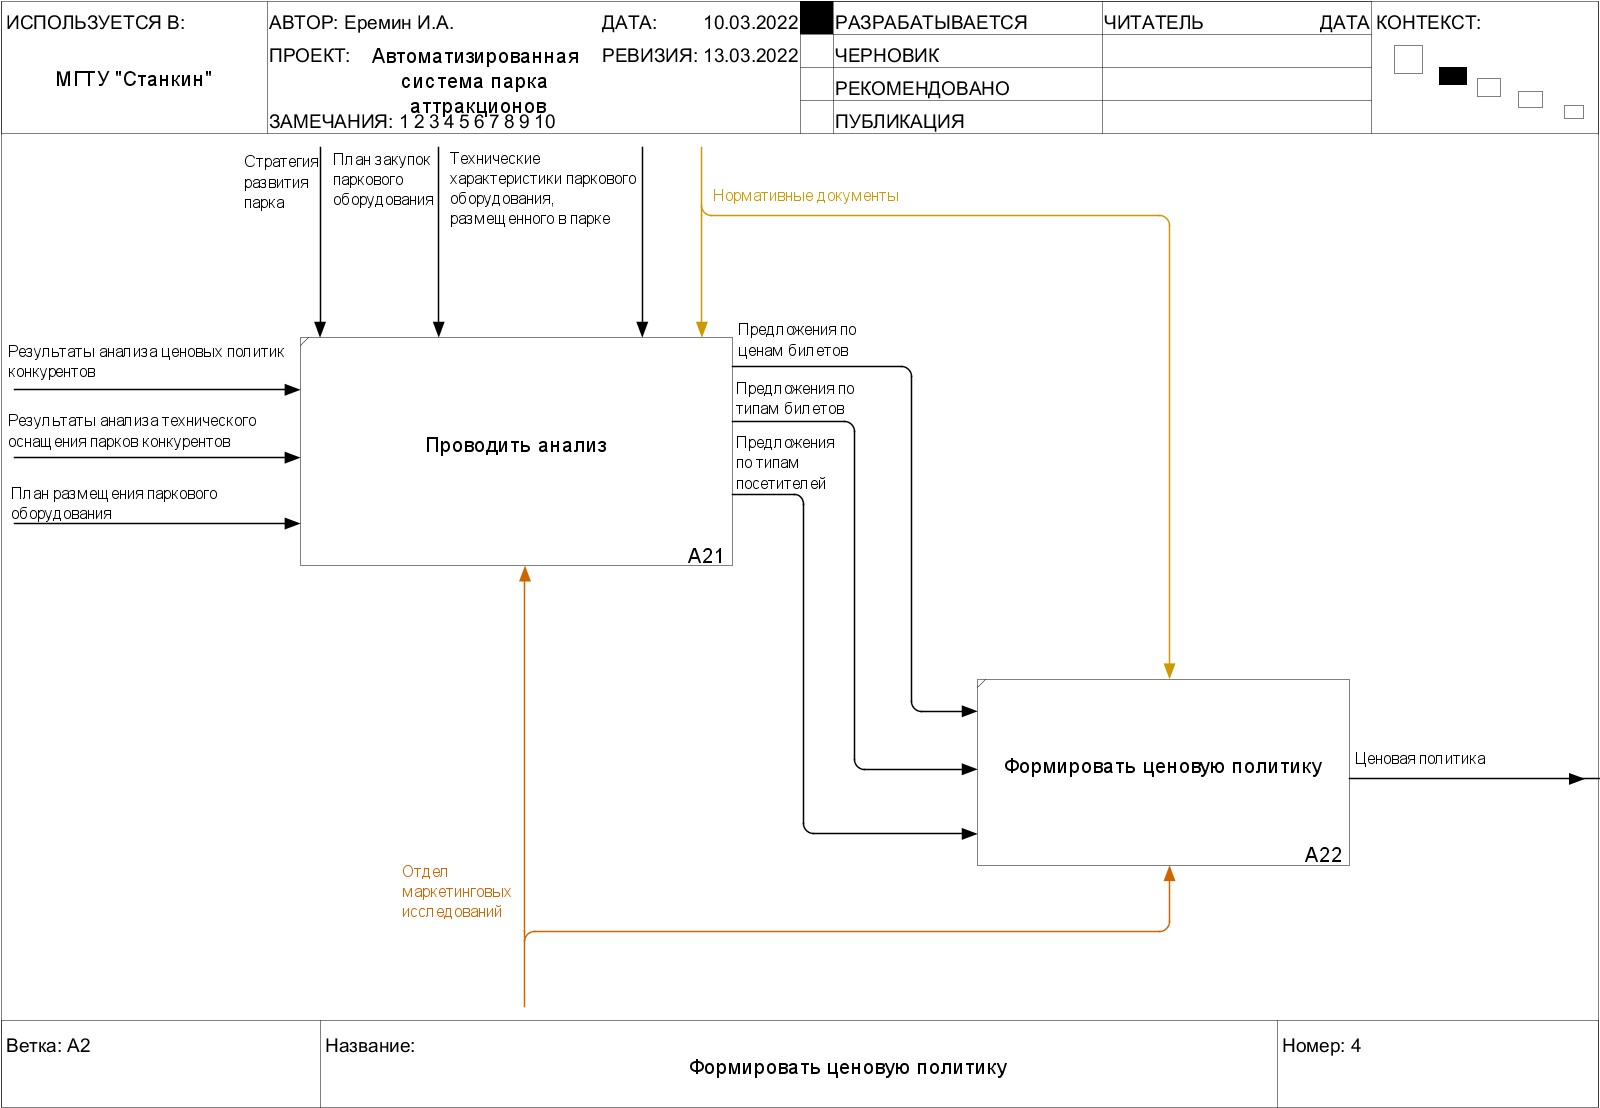 ИСПОЛЬЗУЕТСЯ В:
МГТУ "Станкин"
АВТОР: Еремин И.А.
ДАТА: 10.03.2022
ПРОЕКТ: Автоматизированная
система парка
аттракционов
РЕВИЗИЯ: 13.03.2022
ЗАМЕЧАНИЯ: 1 2 3 4 5 6 7 8 9 10
РАЗРАБАТЫВАЕТСЯ
ЧЕРНОВИК
РЕКОМЕНДОВАНО
ПУБЛИКАЦИЯ
ЧИТАТЕЛЬ
ДАТА
КОНТЕКСТ:
Стратегия
развития
парка
План закупок
паркового
оборудования
Технические
характеристики паркового
оборудования,
размещенного в парке
Нормативные документы
Результаты анализа ценовых политик
конкурентов
Результаты анализа технического
оснащения парков конкурентов
План размещения паркового
оборудования
Проводить анализ
A21
Предложения по
ценам билетов
Предложения по
типам билетов
Предложения
по типам
посетителей
Формировать ценовую политику
A22
Ценовая политика
Отдел
маркетинговых
исследований
Ветка: A2
Название:
Формировать ценовую политику
Номер: 4